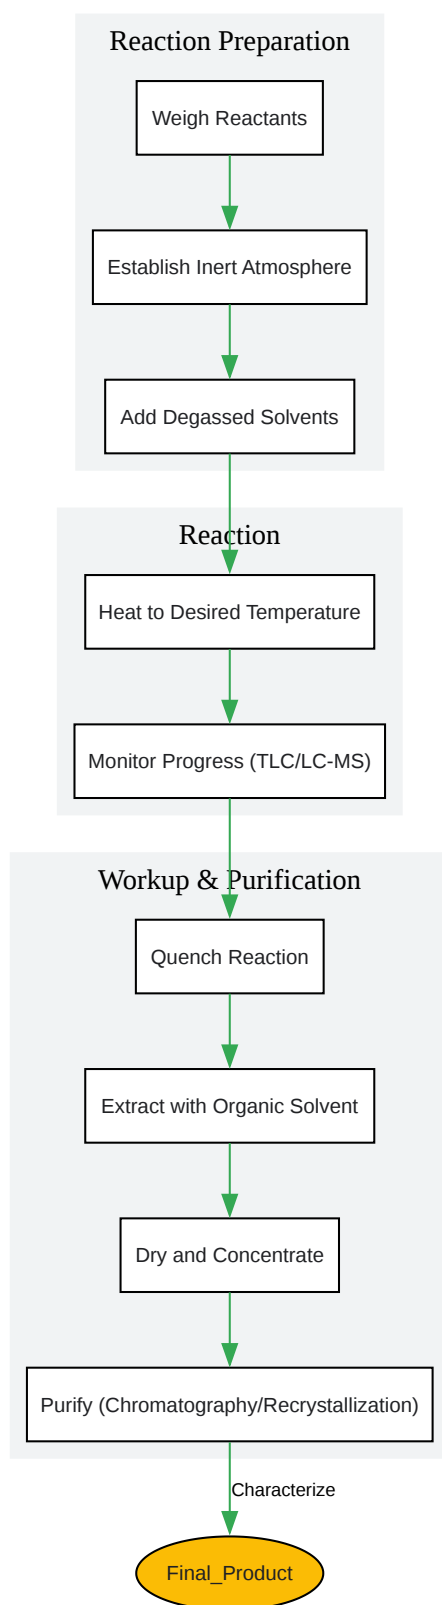 Reaction Preparation
Weigh Reactants
Establish Inert Atmosphere
Add Degassed Solvents
Reaction
Heat to Desired Temperature
Monitor Progress (TLC/LC-MS)
Workup & Purification
Quench Reaction
Extract with Organic Solvent
Dry and Concentrate
Purify (Chromatography/Recrystallization)
Characterize
Final_Product